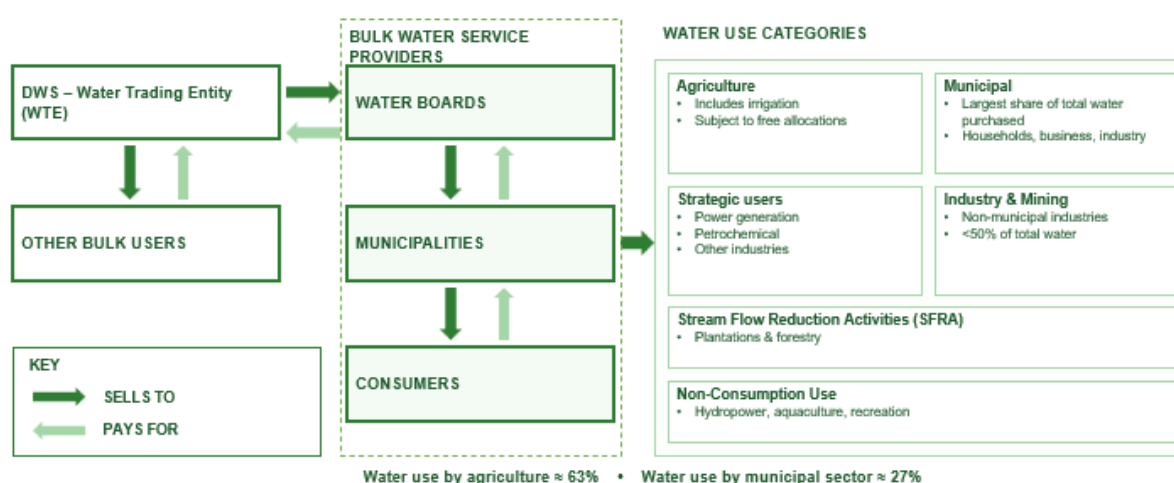 BULK WATER SERVICE
PROVIDERS
WATER USE CATEGORIES
DWS – Water Trading Entity
(WTE)
WATER BOARDS
OTHER BULK USERS
MUNICIPALITIES
CONSUMERS
KEY
SELLS TO
PAYS FOR
Agriculture
• Includes irrigation
• Subject to free allocations
Municipal
• Largest share of total water
purchased
• Households, business, industry
Strategic users
• Power generation
• Petrochemical
• Other industries
Industry & Mining
• Non-municipal industries
• <50% of total water
Stream Flow Reduction Activities (SFRA)
• Plantations & forestry
Non-Consumption Use
• Hydropower, aquaculture, recreation
Water use by agriculture ≈ 63% • Water use by municipal sector ≈ 27%